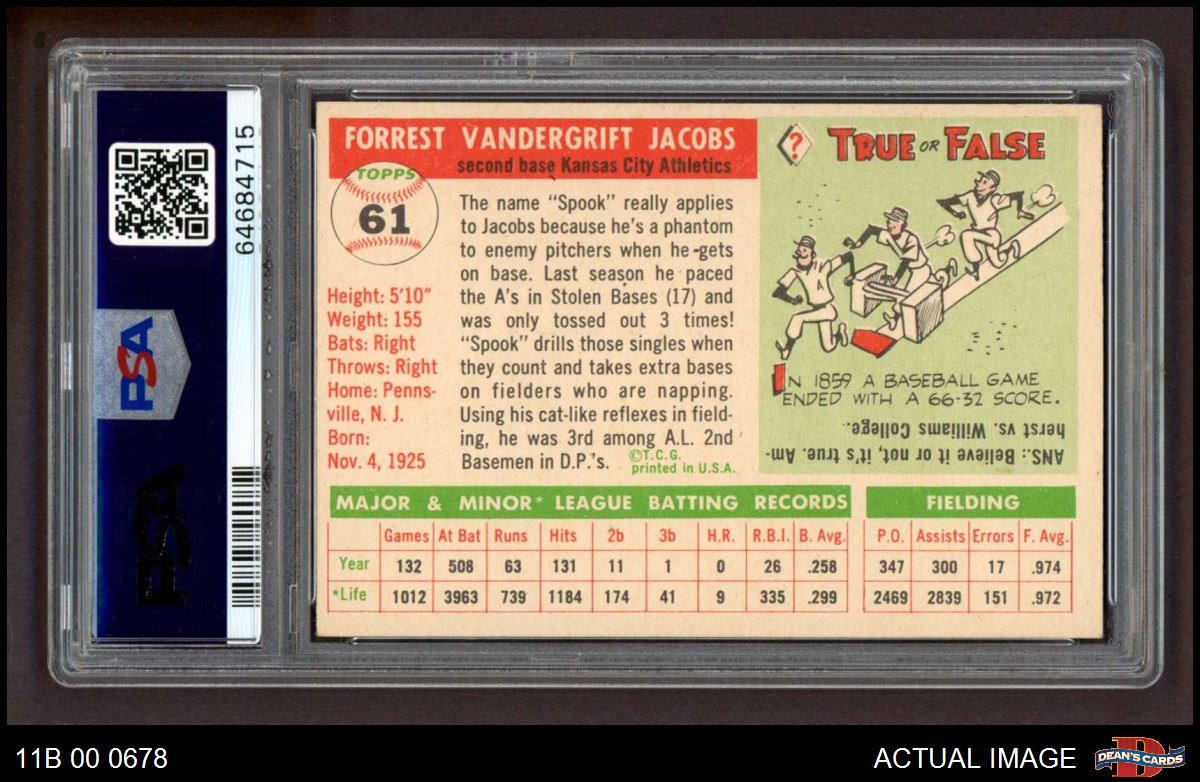 64684715
PSA
PSA
FORREST VANDERGRIFT JACOBS
second base Kansas City Athletics
TOPPS
61
Height: 5'10"
Weight: 155
Bats: Right
Throws: Right
Home: Penns-
ville, N. J.
Born:
Nov. 4, 1925
The name "Spook" really applies
to Jacobs because he's a phantom
to enemy pitchers when he gets
on base. Last season he paced
the A's in Stolen Bases (17) and
was only tossed out 3 times!
"Spook" drills those singles when
they count and takes extra bases
on fielders who are napping.
Using his cat-like reflexes in field-
ing, he was 3rd among A.L. 2nd
Basemen in D.P.'s.
©T.C.G.
printed in U.S.A.
?
TRUE OR FALSE
A
IN 1859 A BASEBALL GAME
ENDED WITH A 66-32 SCORE.
ANS.: Believe it or not, it's true. Am-
herst vs. Williams College.
MAJOR & MINOR* LEAGUE BATTING RECORDS
Games At Bat Runs Hits 2b 3b H.R. R.B.I. B. Avg.
Year 132 508 63 131 11 1 0 26 .258
*Life 1012 3963 739 1184 174 41 9 335 .299
FIELDING
P.O. Assists Errors F. Avg.
347 300 17 .974
2469 2839 151 .972
11B 00 0678
ACTUAL IMAGE
DEAN'S CARDS